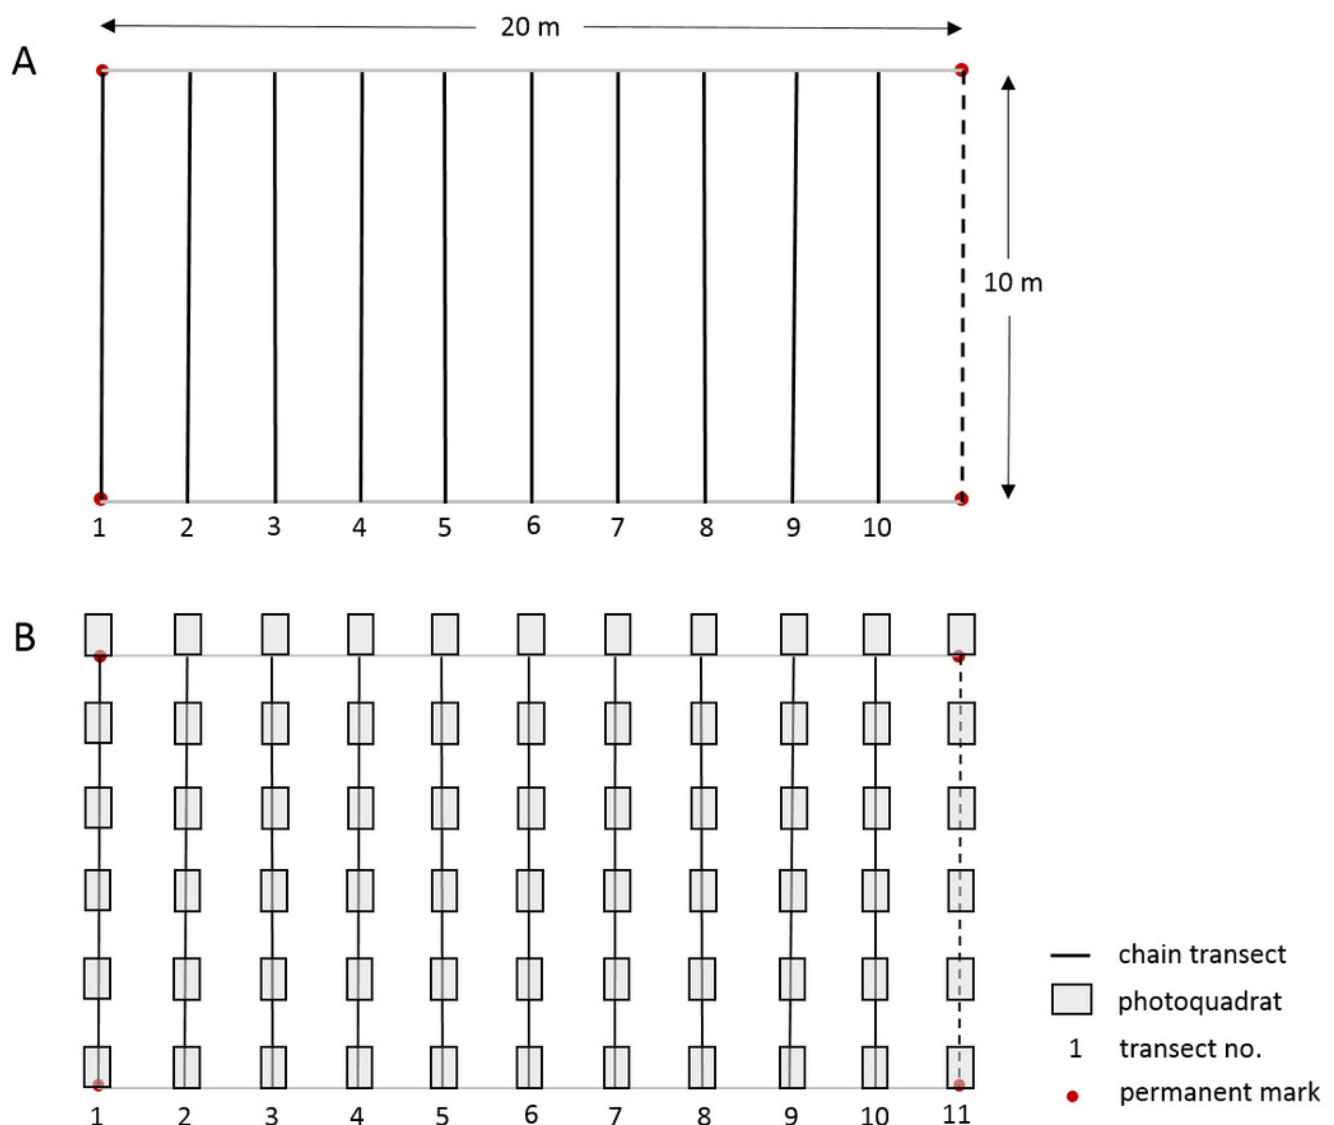 20 m
A
10 m
1 2 3 4 5 6 7 8 9 10
B
chain transect
photoquadrat
1 transect no.
permanent mark
1 2 3 4 5 6 7 8 9 10 11